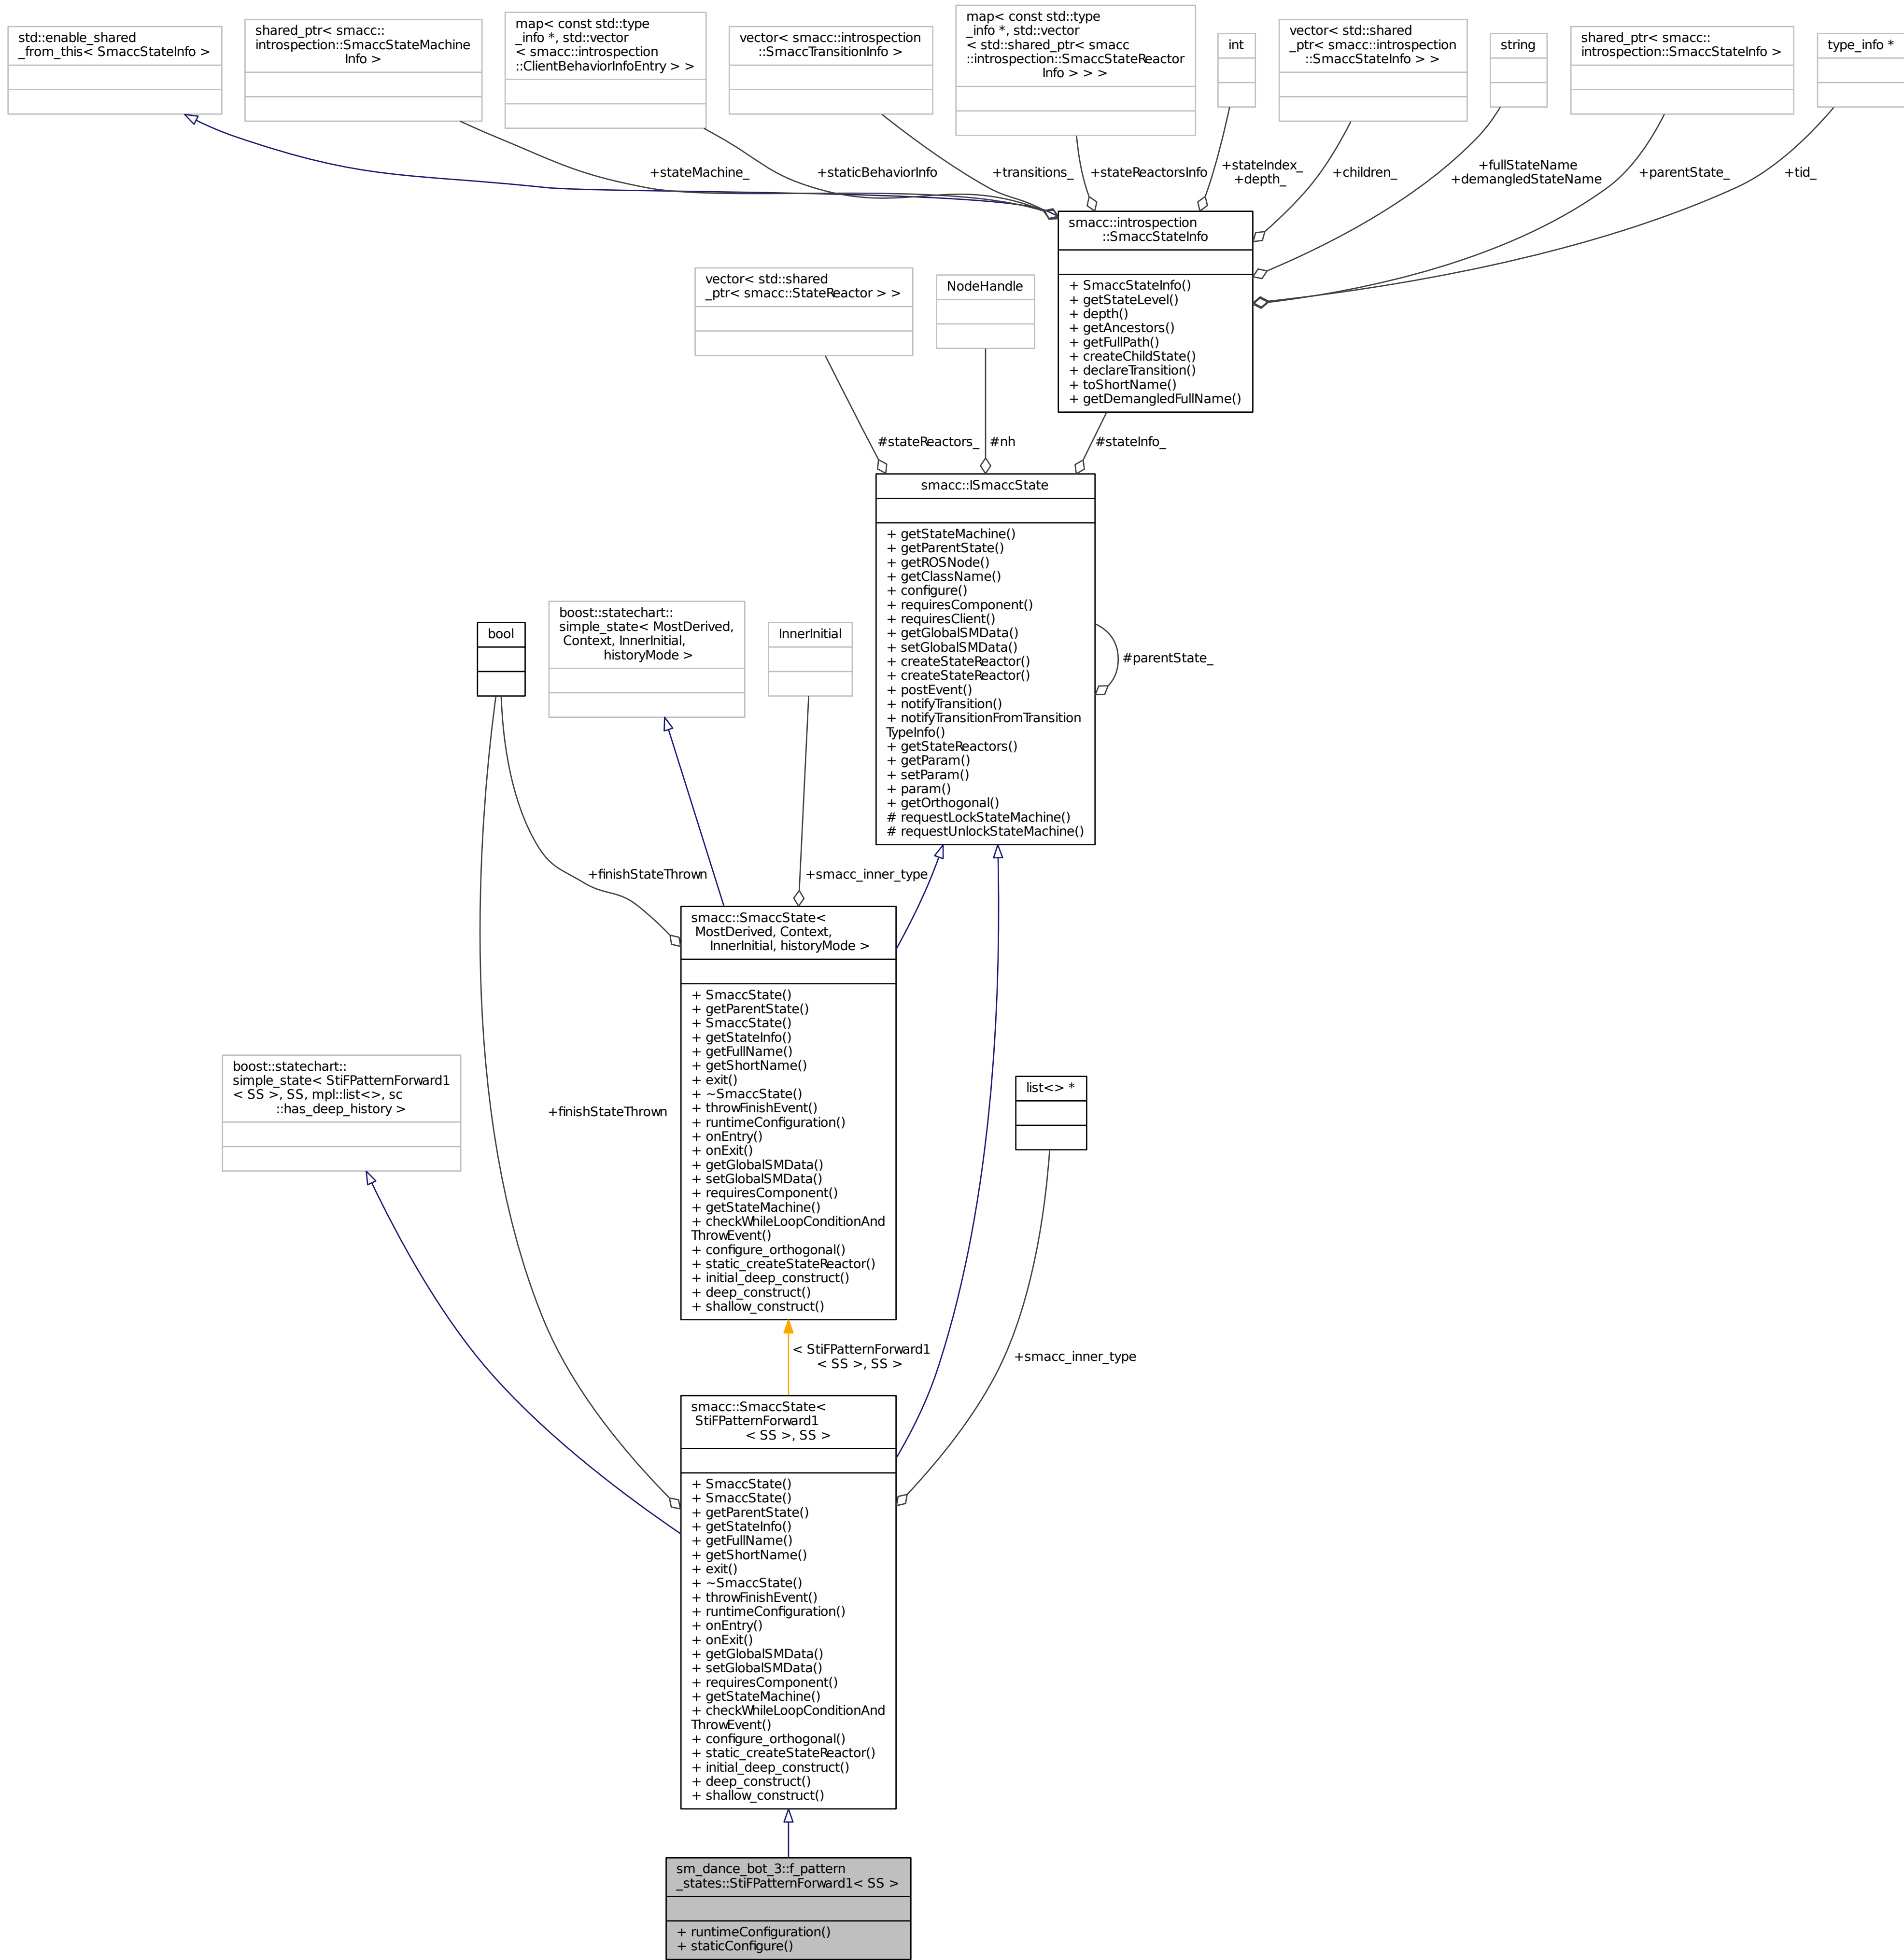 std::enable_shared
_from_this< SmaccStateInfo >
shared_ptr< smacc::
introspection::SmaccStateMachine
Info >
map< const std::type
_info *, std::vector
< smacc::introspection
::ClientBehaviorInfoEntry > >
vector< smacc::introspection
::SmaccTransitionInfo >
map< const std::type
_info *, std::vector
< std::shared_ptr< smacc
::introspection::SmaccStateReactor
Info > > >
int
vector< std::shared
_ptr< smacc::introspection
::SmaccStateInfo > >
string
shared_ptr< smacc::
introspection::SmaccStateInfo >
type_info *
+stateMachine_
+staticBehaviorInfo
+transitions_
+stateReactorsInfo
+stateIndex_
+depth_
+children_
+fullStateName
+demangledStateName
+parentState_
+tid_
smacc::introspection
::SmaccStateInfo
+ SmaccStateInfo()
+ getStateLevel()
+ depth()
+ getAncestors()
+ getFullPath()
+ createChildState()
+ declareTransition()
+ toShortName()
+ getDemangledFullName()
vector< std::shared
_ptr< smacc::StateReactor > >
NodeHandle
#stateReactors_
#nh
#stateInfo_
smacc::ISmaccState
+ getStateMachine()
+ getParentState()
+ getROSNode()
+ getClassName()
+ configure()
+ requiresComponent()
+ requiresClient()
+ getGlobalSMData()
+ setGlobalSMData()
+ createStateReactor()
+ createStateReactor()
+ postEvent()
+ notifyTransition()
+ notifyTransitionFromTransition
TypeInfo()
+ getStateReactors()
+ getParam()
+ setParam()
+ param()
+ getOrthogonal()
# requestLockStateMachine()
# requestUnlockStateMachine()
#parentState_
bool
boost::statechart::
simple_state< MostDerived,
Context, InnerInitial,
historyMode >
InnerInitial
+finishStateThrown
+smacc_inner_type
smacc::SmaccState<
MostDerived, Context,
InnerInitial, historyMode >
+ SmaccState()
+ getParentState()
+ SmaccState()
+ getStateInfo()
+ getFullName()
+ getShortName()
+ exit()
+ ~SmaccState()
+ throwFinishEvent()
+ runtimeConfiguration()
+ onEntry()
+ onExit()
+ getGlobalSMData()
+ setGlobalSMData()
+ requiresComponent()
+ getStateMachine()
+ checkWhileLoopConditionAnd
ThrowEvent()
+ configure_orthogonal()
+ static_createStateReactor()
+ initial_deep_construct()
+ deep_construct()
+ shallow_construct()
boost::statechart::
simple_state< StiFPatternForward1
< SS >, SS, mpl::list<>, sc
::has_deep_history >
+finishStateThrown
list<> *
< StiFPatternForward1
< SS >, SS >
+smacc_inner_type
smacc::SmaccState<
StiFPatternForward1
< SS >, SS >
+ SmaccState()
+ SmaccState()
+ getParentState()
+ getStateInfo()
+ getFullName()
+ getShortName()
+ exit()
+ ~SmaccState()
+ throwFinishEvent()
+ runtimeConfiguration()
+ onEntry()
+ onExit()
+ getGlobalSMData()
+ setGlobalSMData()
+ requiresComponent()
+ getStateMachine()
+ checkWhileLoopConditionAnd
ThrowEvent()
+ configure_orthogonal()
+ static_createStateReactor()
+ initial_deep_construct()
+ deep_construct()
+ shallow_construct()
sm_dance_bot_3::f_pattern
_states::StiFPatternForward1< SS >
+ runtimeConfiguration()
+ staticConfigure()